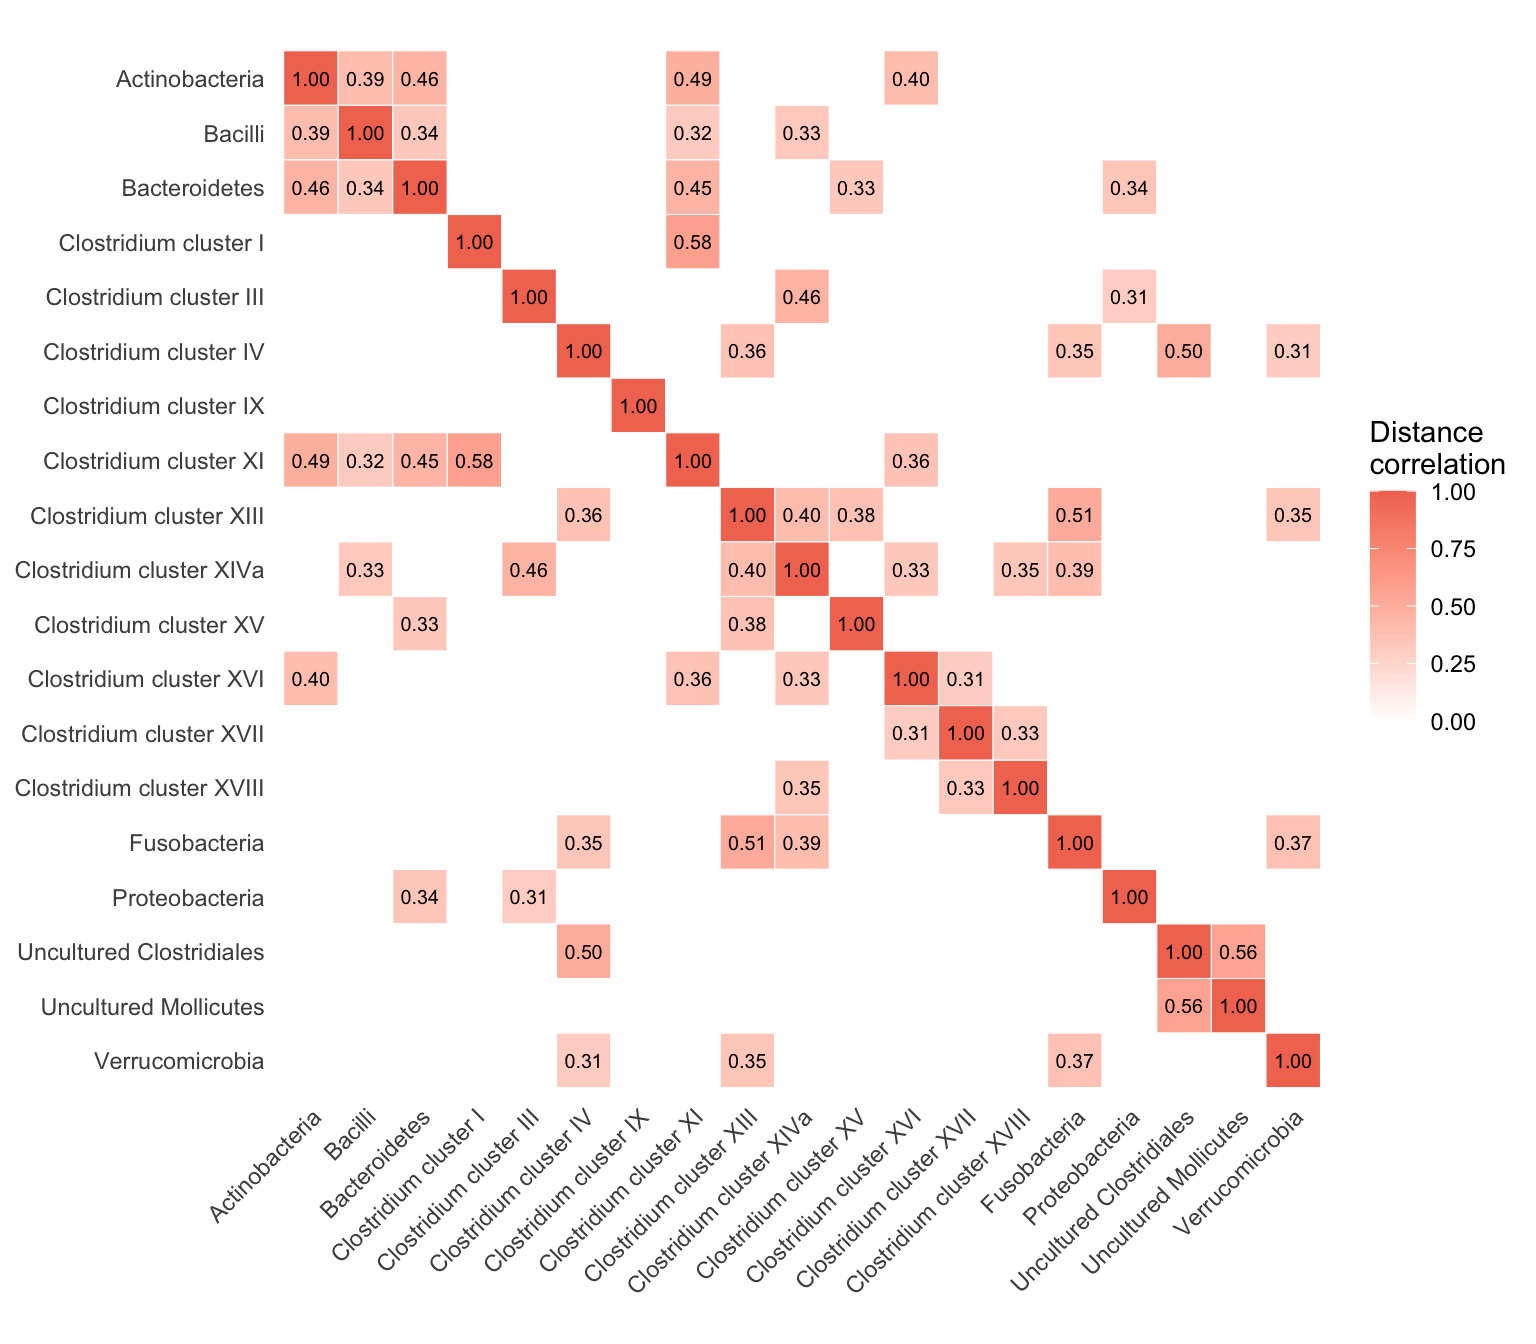 Actinobacteria 1.00 0.39 0.46 0.49 0.40
Bacilli 0.39 1.00 0.34 0.32 0.33
Bacteroidetes 0.46 0.34 1.00 0.45 0.33 0.34
Clostridium cluster I 1.00 0.58
Clostridium cluster III 1.00 0.46 0.31
Clostridium cluster IV 1.00 0.36 0.35 0.50 0.31
Clostridium cluster IX 1.00
Clostridium cluster XI 0.49 0.32 0.45 0.58 1.00 0.36
Clostridium cluster XIII 0.36 1.00 0.40 0.38 0.51 0.35
Clostridium cluster XIVa 0.33 0.46 0.40 1.00 0.33 0.35 0.39
Clostridium cluster XV 0.33 0.38 1.00
Clostridium cluster XVI 0.40 0.36 0.33 1.00 0.31
Clostridium cluster XVII 0.31 1.00 0.33
Clostridium cluster XVIII 0.35 0.33 1.00
Fusobacteria 0.35 0.51 0.39 1.00 0.37
Proteobacteria 0.34 0.31 1.00
Uncultured Clostridiales 0.50 1.00 0.56
Uncultured Mollicutes 0.56 1.00
Verrucomicrobia 0.31 0.35 0.37 1.00
Actinobacteria
Bacilli
Bacteroidetes
Clostridium cluster I
Clostridium cluster III
Clostridium cluster IV
Clostridium cluster IX
Clostridium cluster XI
Clostridium cluster XIII
Clostridium cluster XIVa
Clostridium cluster XV
Clostridium cluster XVI
Clostridium cluster XVII
Clostridium cluster XVIII
Fusobacteria
Proteobacteria
Uncultured Clostridiales
Uncultured Mollicutes
Verrucomicrobia
Distance
correlation
1.00
0.75
0.50
0.25
0.00